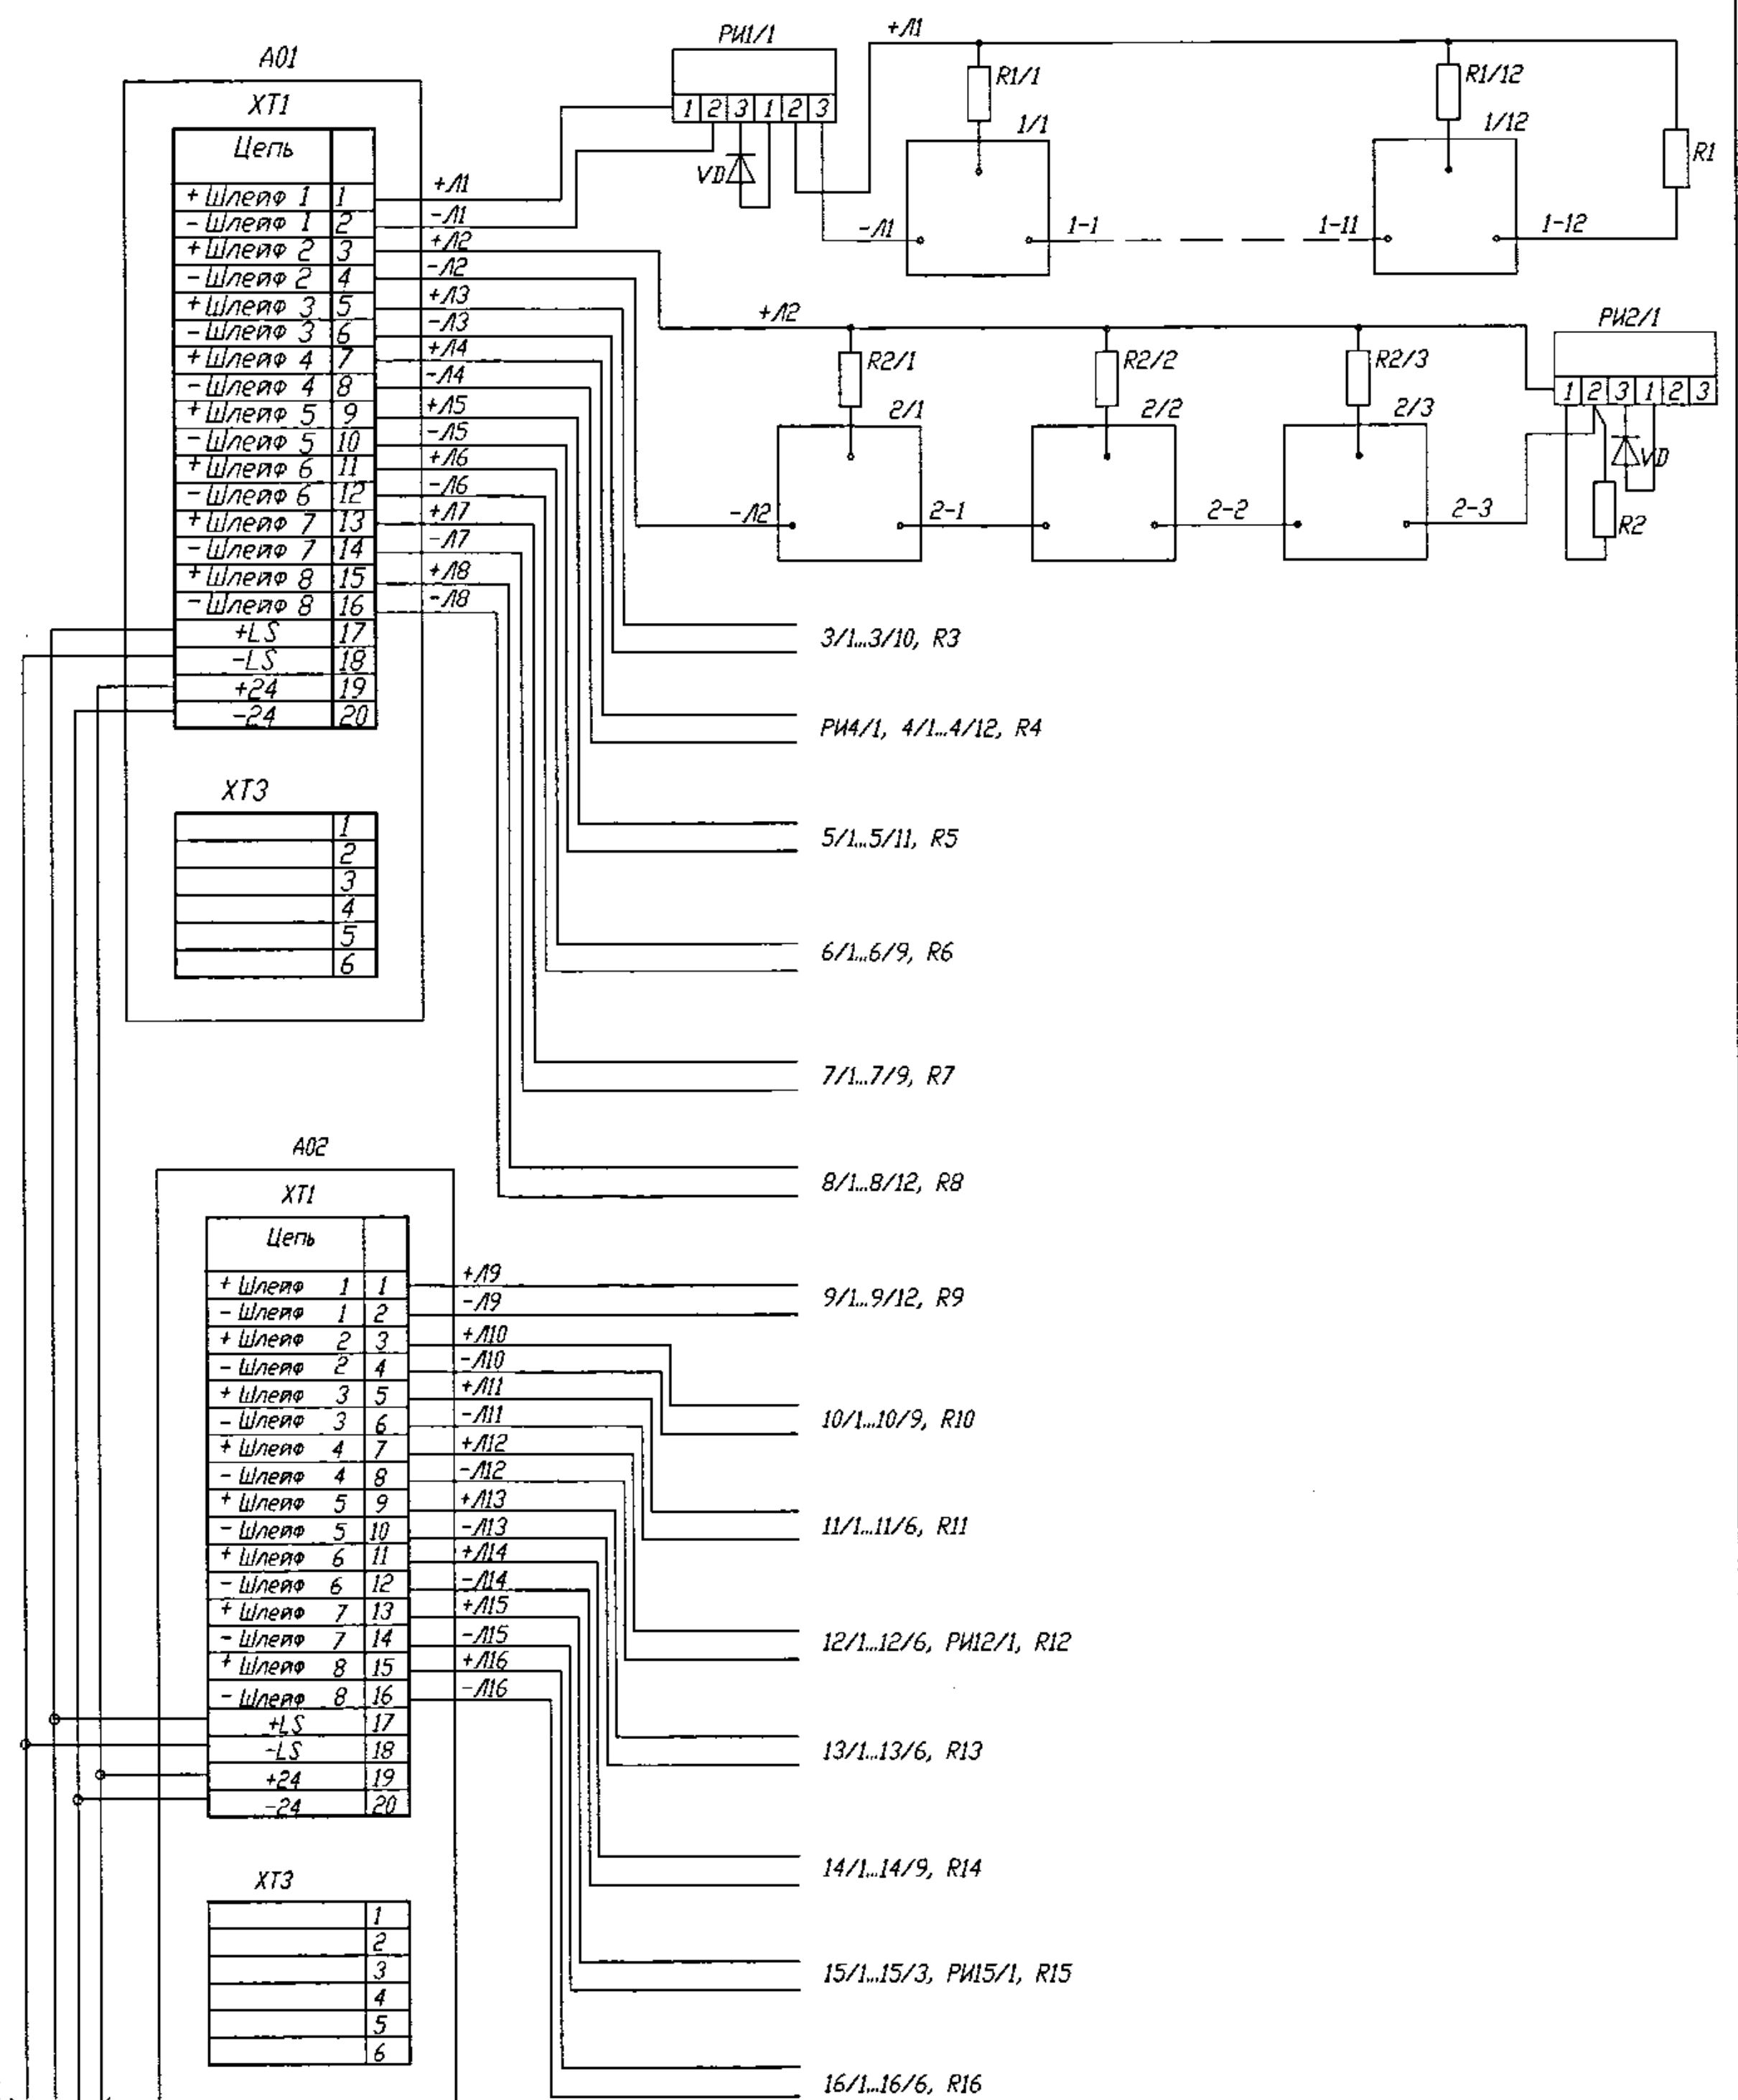 А01
ХТ1
Цепь
+ Шлейф 1 1
- Шлейф 1 2
+ Шлейф 2 3
- Шлейф 2 4
+ Шлейф 3 5
- Шлейф 3 6
+ Шлейф 4 7
- Шлейф 4 8
+ Шлейф 5 9
- Шлейф 5 10
+ Шлейф 6 11
- Шлейф 6 12
+ Шлейф 7 13
- Шлейф 7 14
+ Шлейф 8 15
- Шлейф 8 16
+LS 17
-LS 18
+24 19
-24 20
+Л1
-Л1
+Л2
-Л2
+Л3
-Л3
+Л4
-Л4
+Л5
-Л5
+Л6
-Л6
+Л7
-Л7
+Л8
-Л8
РИ1/1
1 2 3 1 2 3
VD
+Л1
-Л1
R1/1
1/1
1-1
1-11
R1/12
1/12
1-12
R1
+Л2
-Л2
R2/1
2/1
2-1
R2/2
2/2
2-2
R2/3
2/3
2-3
РИ2/1
1 2 3 1 2 3
VD
R2
3/1...3/10, R3
РИ4/1, 4/1...4/12, R4
5/1...5/11, R5
6/1...6/9, R6
7/1...7/9, R7
8/1...8/12, R8
ХТ3
1
2
3
4
5
6
А02
ХТ1
Цепь
+ Шлейф 1 1
- Шлейф 1 2
+ Шлейф 2 3
- Шлейф 2 4
+ Шлейф 3 5
- Шлейф 3 6
+ Шлейф 4 7
- Шлейф 4 8
+ Шлейф 5 9
- Шлейф 5 10
+ Шлейф 6 11
- Шлейф 6 12
+ Шлейф 7 13
- Шлейф 7 14
+ Шлейф 8 15
- Шлейф 8 16
+LS 17
-LS 18
+24 19
-24 20
+Л9
-Л9
+Л10
-Л10
+Л11
-Л11
+Л12
-Л12
+Л13
-Л13
+Л14
-Л14
+Л15
-Л15
+Л16
-Л16
9/1...9/12, R9
10/1...10/9, R10
11/1...11/6, R11
12/1...12/6, РИ12/1, R12
13/1...13/6, R13
14/1...14/9, R14
15/1...15/3, РИ15/1, R15
16/1...16/6, R16
ХТ3
1
2
3
4
5
6